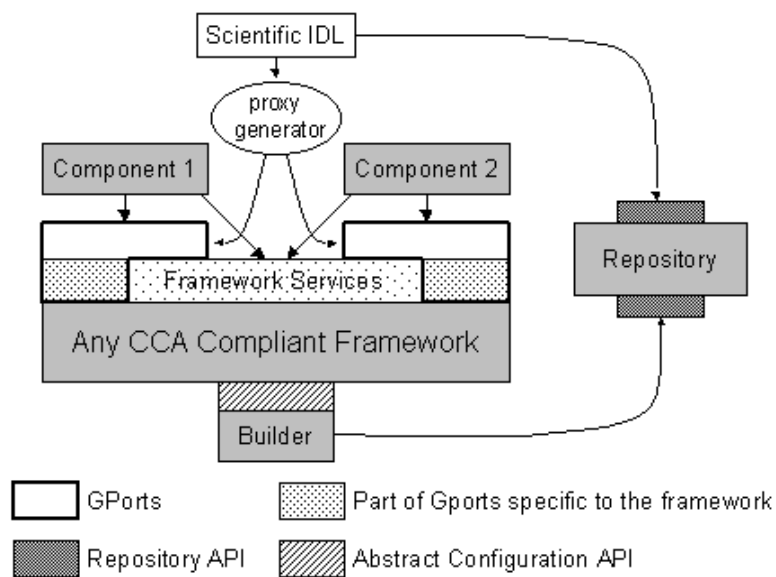 Scientific IDL
proxy
generator
Component 1
Component 2
Repository
Framework Services
Any CCA Compliant Framework
Builder
GPorts
Part of Gports specific to the framework
Repository API
Abstract Configuration API